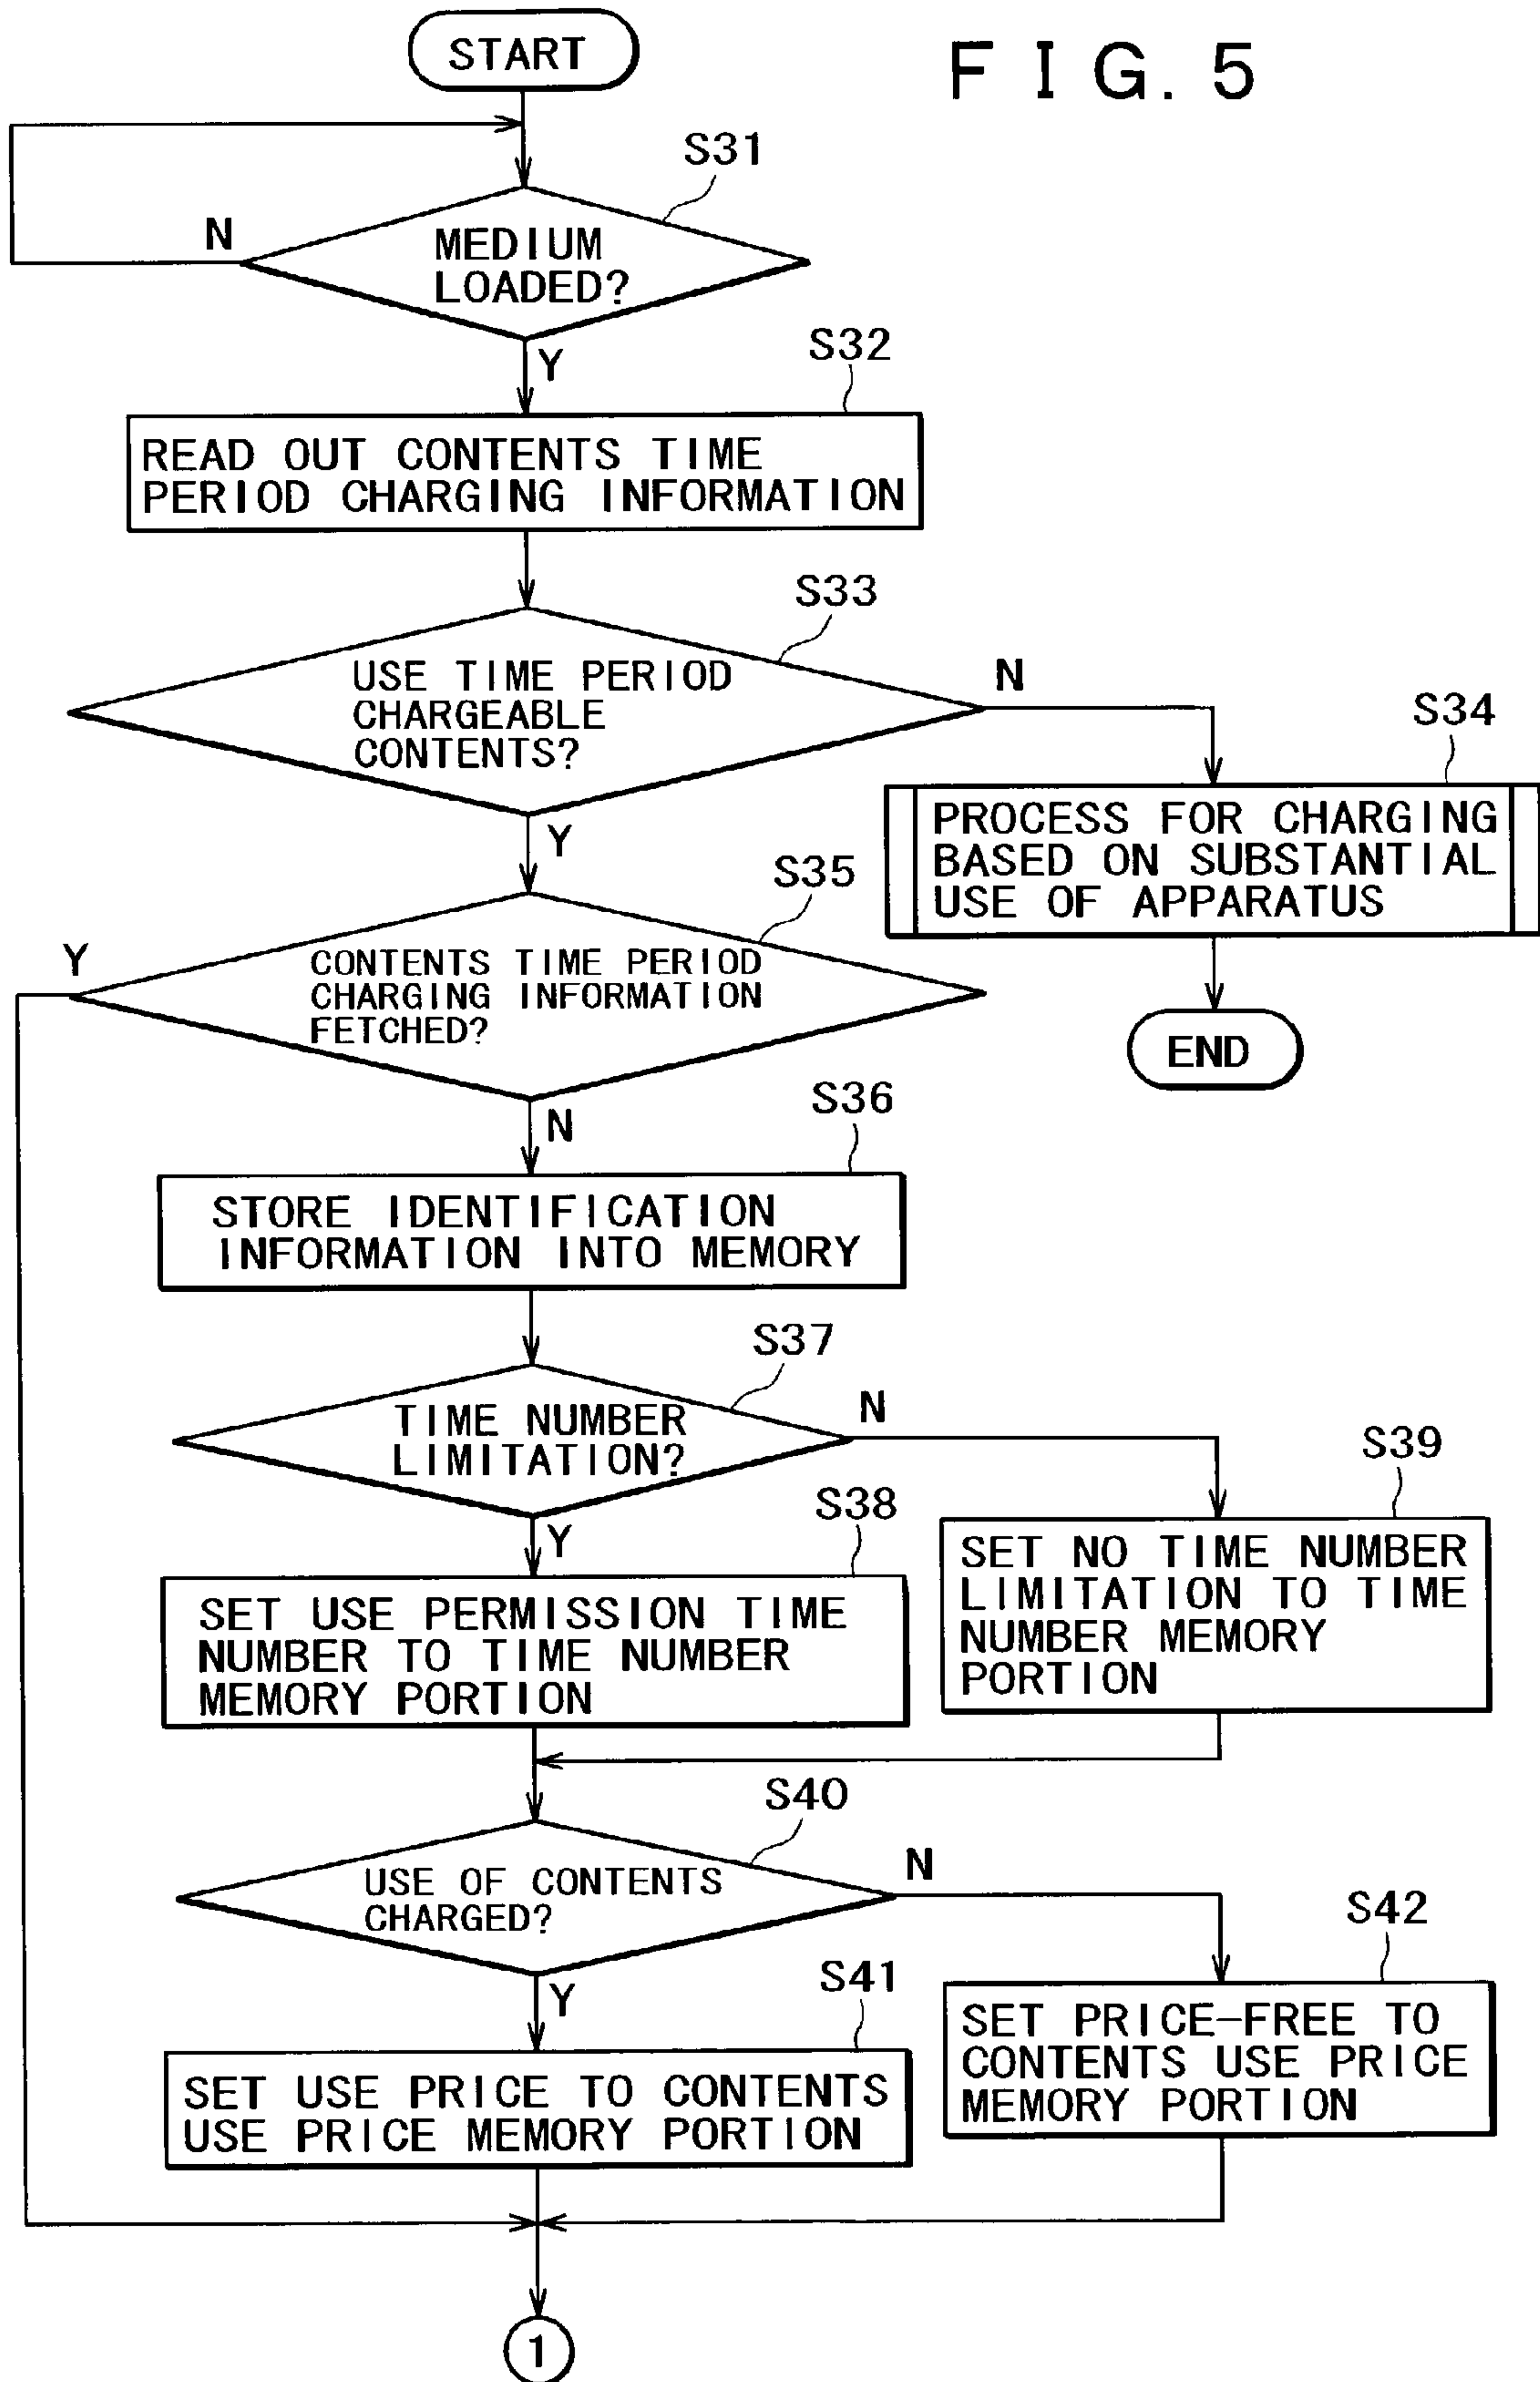 START
FIG. 5
S31
N
MEDIUM
LOADED?
Y
S32
READ OUT CONTENTS TIME
PERIOD CHARGING INFORMATION
S33
USE TIME PERIOD
CHARGEABLE
CONTENTS?
N
Y
S34
PROCESS FOR CHARGING
BASED ON SUBSTANTIAL
USE OF APPARATUS
END
S35
Y
CONTENTS TIME PERIOD
CHARGING INFORMATION
FETCHED?
N
S36
STORE IDENTIFICATION
INFORMATION INTO MEMORY
S37
TIME NUMBER
LIMITATION?
N
Y
S38
SET USE PERMISSION TIME
NUMBER TO TIME NUMBER
MEMORY PORTION
S39
SET NO TIME NUMBER
LIMITATION TO TIME
NUMBER MEMORY
PORTION
S40
USE OF CONTENTS
CHARGED?
N
Y
S41
SET USE PRICE TO CONTENTS
USE PRICE MEMORY PORTION
S42
SET PRICE-FREE TO
CONTENTS USE PRICE
MEMORY PORTION
1